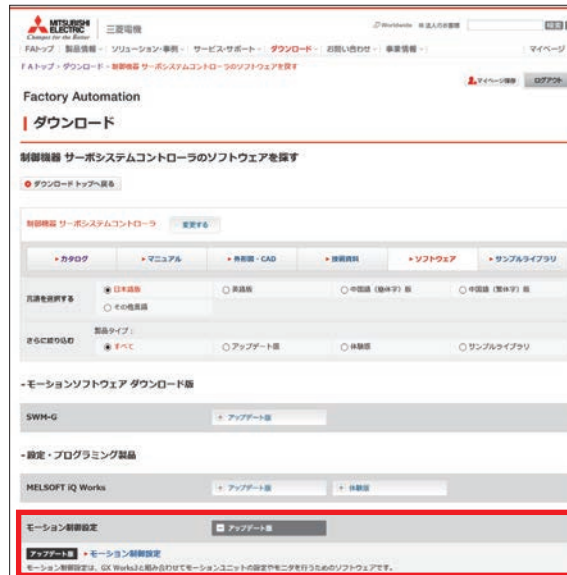 MITSUBISHI ELECTRIC
Changes for the Better
三菱電機
Worldwide 法人のお客様 検索
FAトップ 製品情報 ソリューション・事例 サービス・サポート ダウンロード お問い合わせ 事業情報 マイページ
FAトップ ダウンロード 制御機器 サーボシステムコントローラのソフトウェアを探す
マイページ ログアウト
Factory Automation
ダウンロード
制御機器 サーボシステムコントローラのソフトウェアを探す
ダウンロード トップへ戻る
制御機器 サーボシステムコントローラ 変更する
カタログ マニュアル 外形図・CAD 技術資料 ソフトウェア サンプルライブラリ
言語を選択する 日本語版 英語版 中国語（簡体字）版 中国語（繁体字）版
その他言語
製品タイプ：
さらに絞り込む すべて アップデート版 体験版 サンプルライブラリ
- モーションソフトウェア ダウンロード版
SWM-G + アップデート版
- 設定・プログラミング製品
MELSOFT iQ Works + アップデート版 + 体験版
モーション制御設定 アップデート版
アップデート版 モーション制御設定
モーション制御設定は、GX Works3と組み合わせてモーションユニットの設定やモニタを行うためのソフトウェアです。